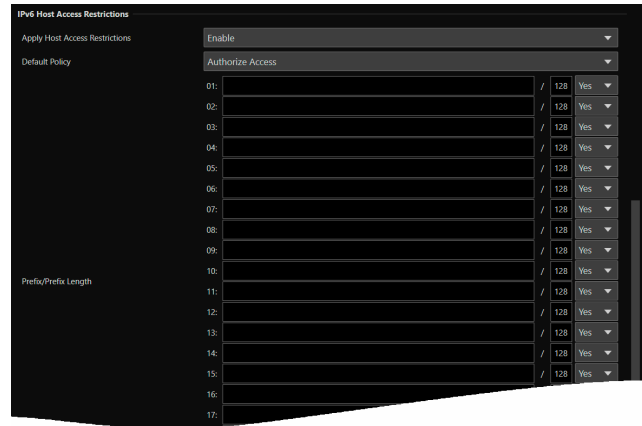 IPv6 Host Access Restrictions
Apply Host Access Restrictions Enable
Default Policy Authorize Access
01: / 128 Yes
02: / 128 Yes
03: / 128 Yes
04: / 128 Yes
05: / 128 Yes
06: / 128 Yes
07: / 128 Yes
08: / 128 Yes
09: / 128 Yes
10: / 128 Yes
Prefix/Prefix Length
11: / 128 Yes
12: / 128 Yes
13: / 128 Yes
14: / 128 Yes
15: / 128 Yes
16:
17: